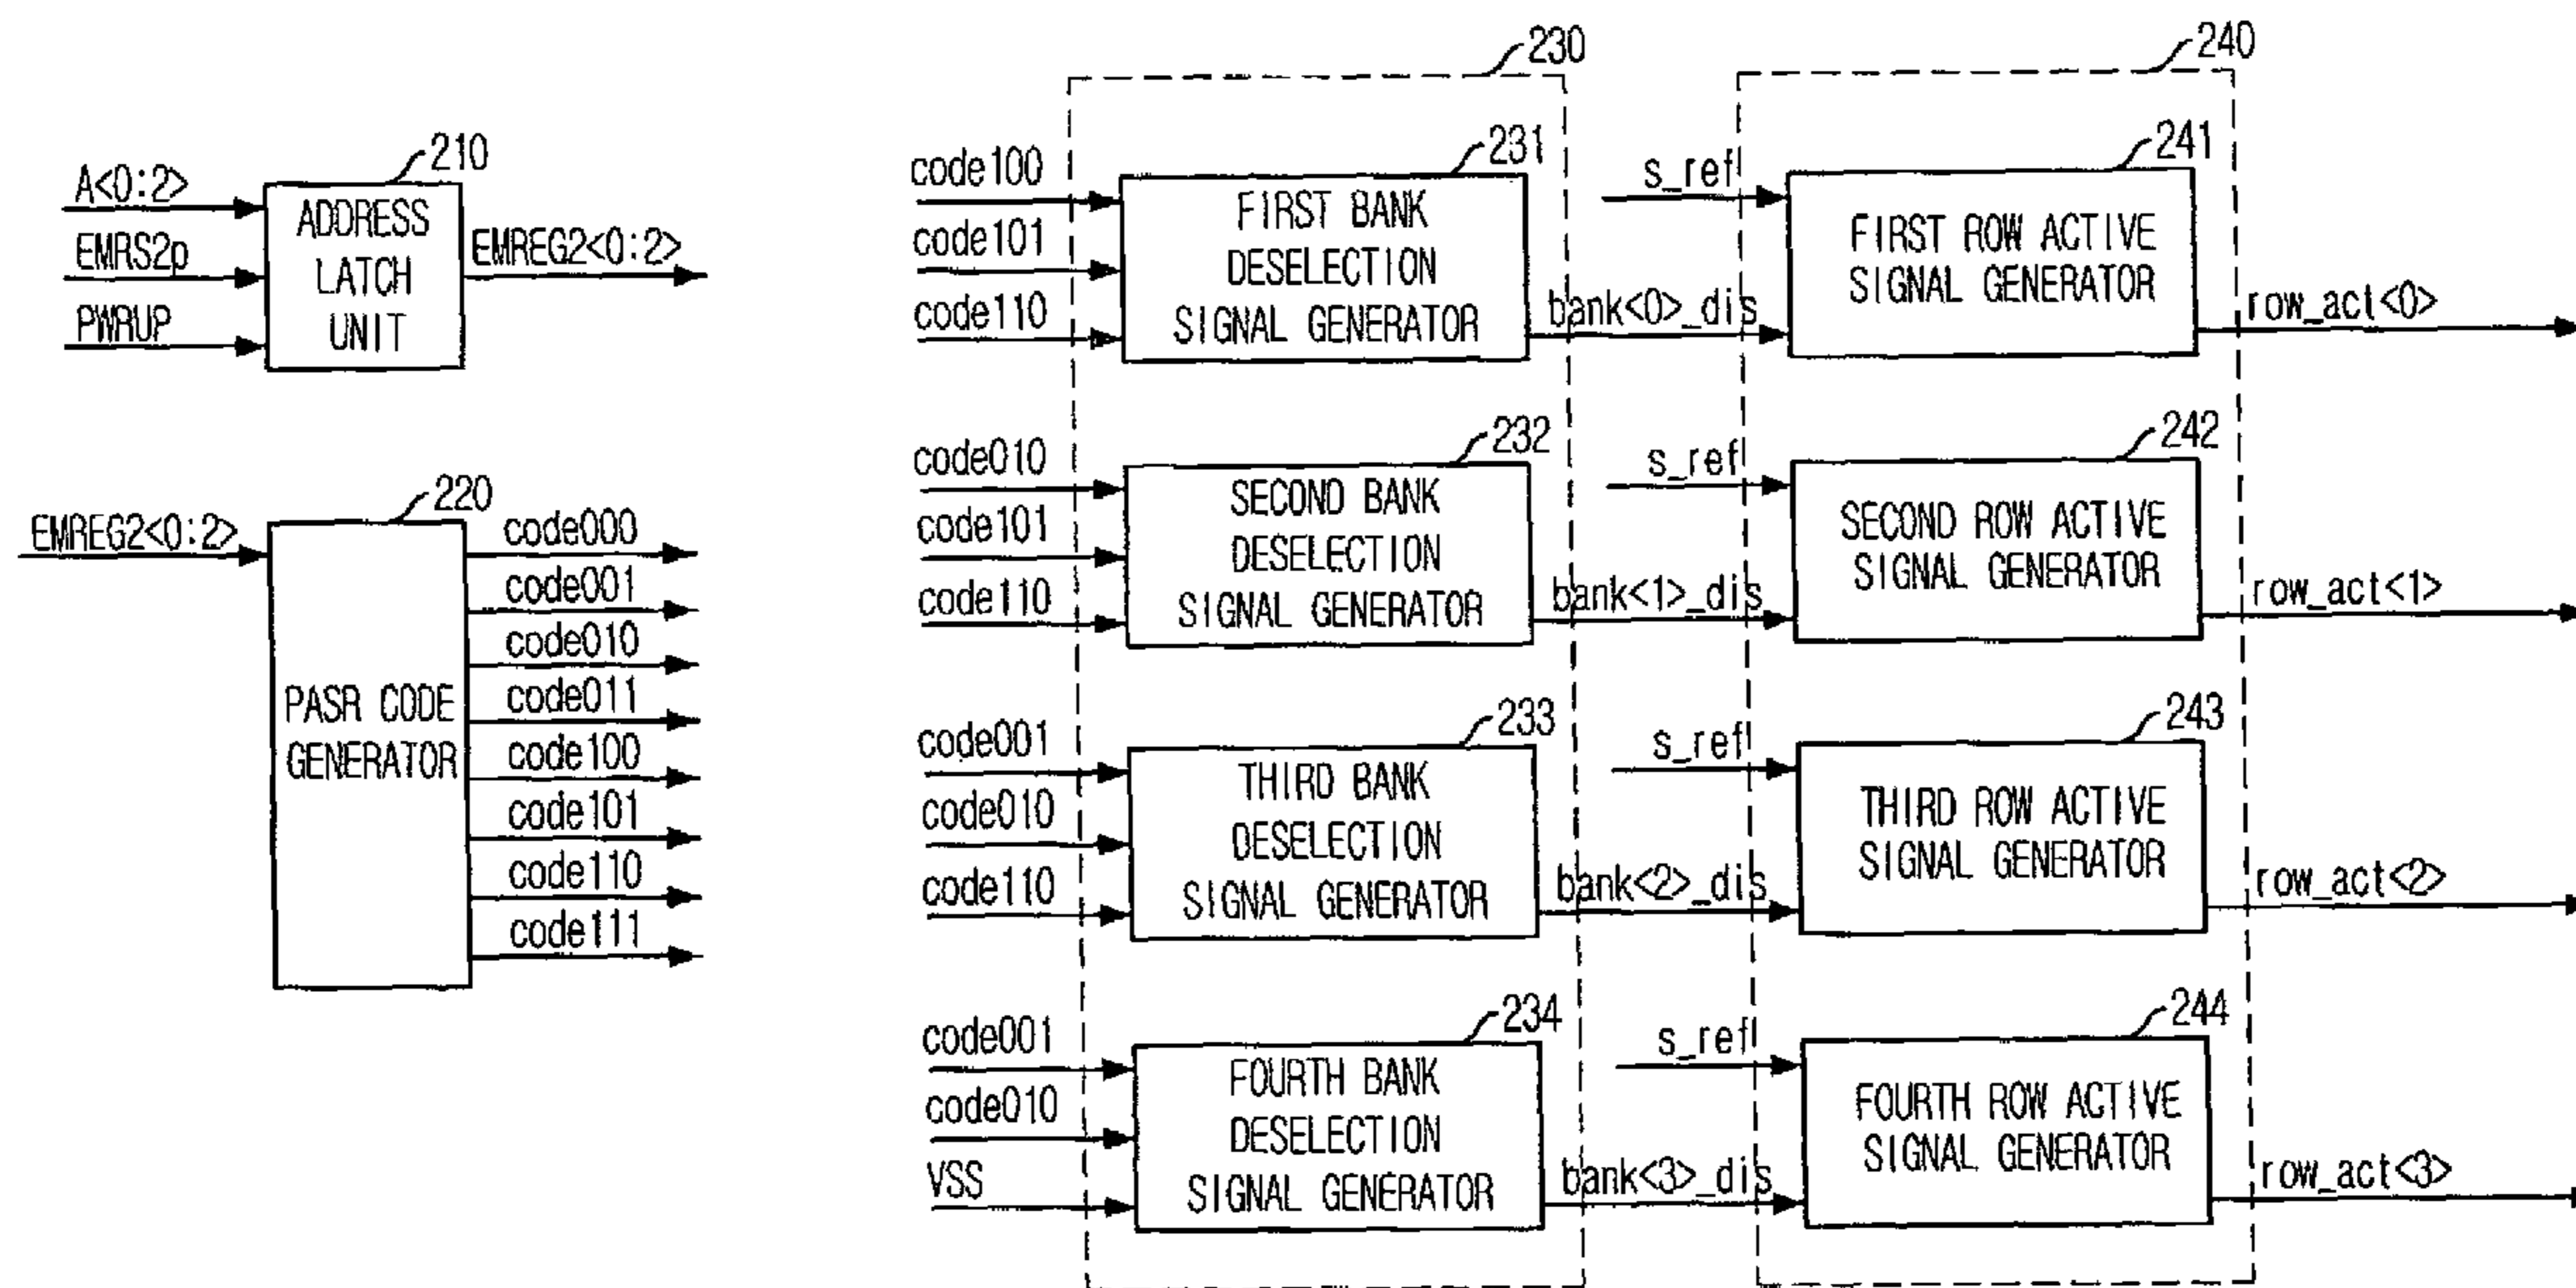 210
A<0:2>
EMRS2p
PWRUP
ADDRESS
LATCH
UNIT
EMREG2<0:2>
220
EMREG2<0:2>
PASR CODE
GENERATOR
code000
code001
code010
code011
code100
code101
code110
code111
230
240
code100
code101
code110
231
FIRST BANK
DESELECTION
SIGNAL GENERATOR
bank<0>_dis
s_ref
241
FIRST ROW ACTIVE
SIGNAL GENERATOR
row_act<0>
code010
code101
code110
232
SECOND BANK
DESELECTION
SIGNAL GENERATOR
bank<1>_dis
s_ref
242
SECOND ROW ACTIVE
SIGNAL GENERATOR
row_act<1>
code001
code010
code110
233
THIRD BANK
DESELECTION
SIGNAL GENERATOR
bank<2>_dis
s_ref
243
THIRD ROW ACTIVE
SIGNAL GENERATOR
row_act<2>
code001
code010
VSS
234
FOURTH BANK
DESELECTION
SIGNAL GENERATOR
bank<3>_dis
s_ref
244
FOURTH ROW ACTIVE
SIGNAL GENERATOR
row_act<3>